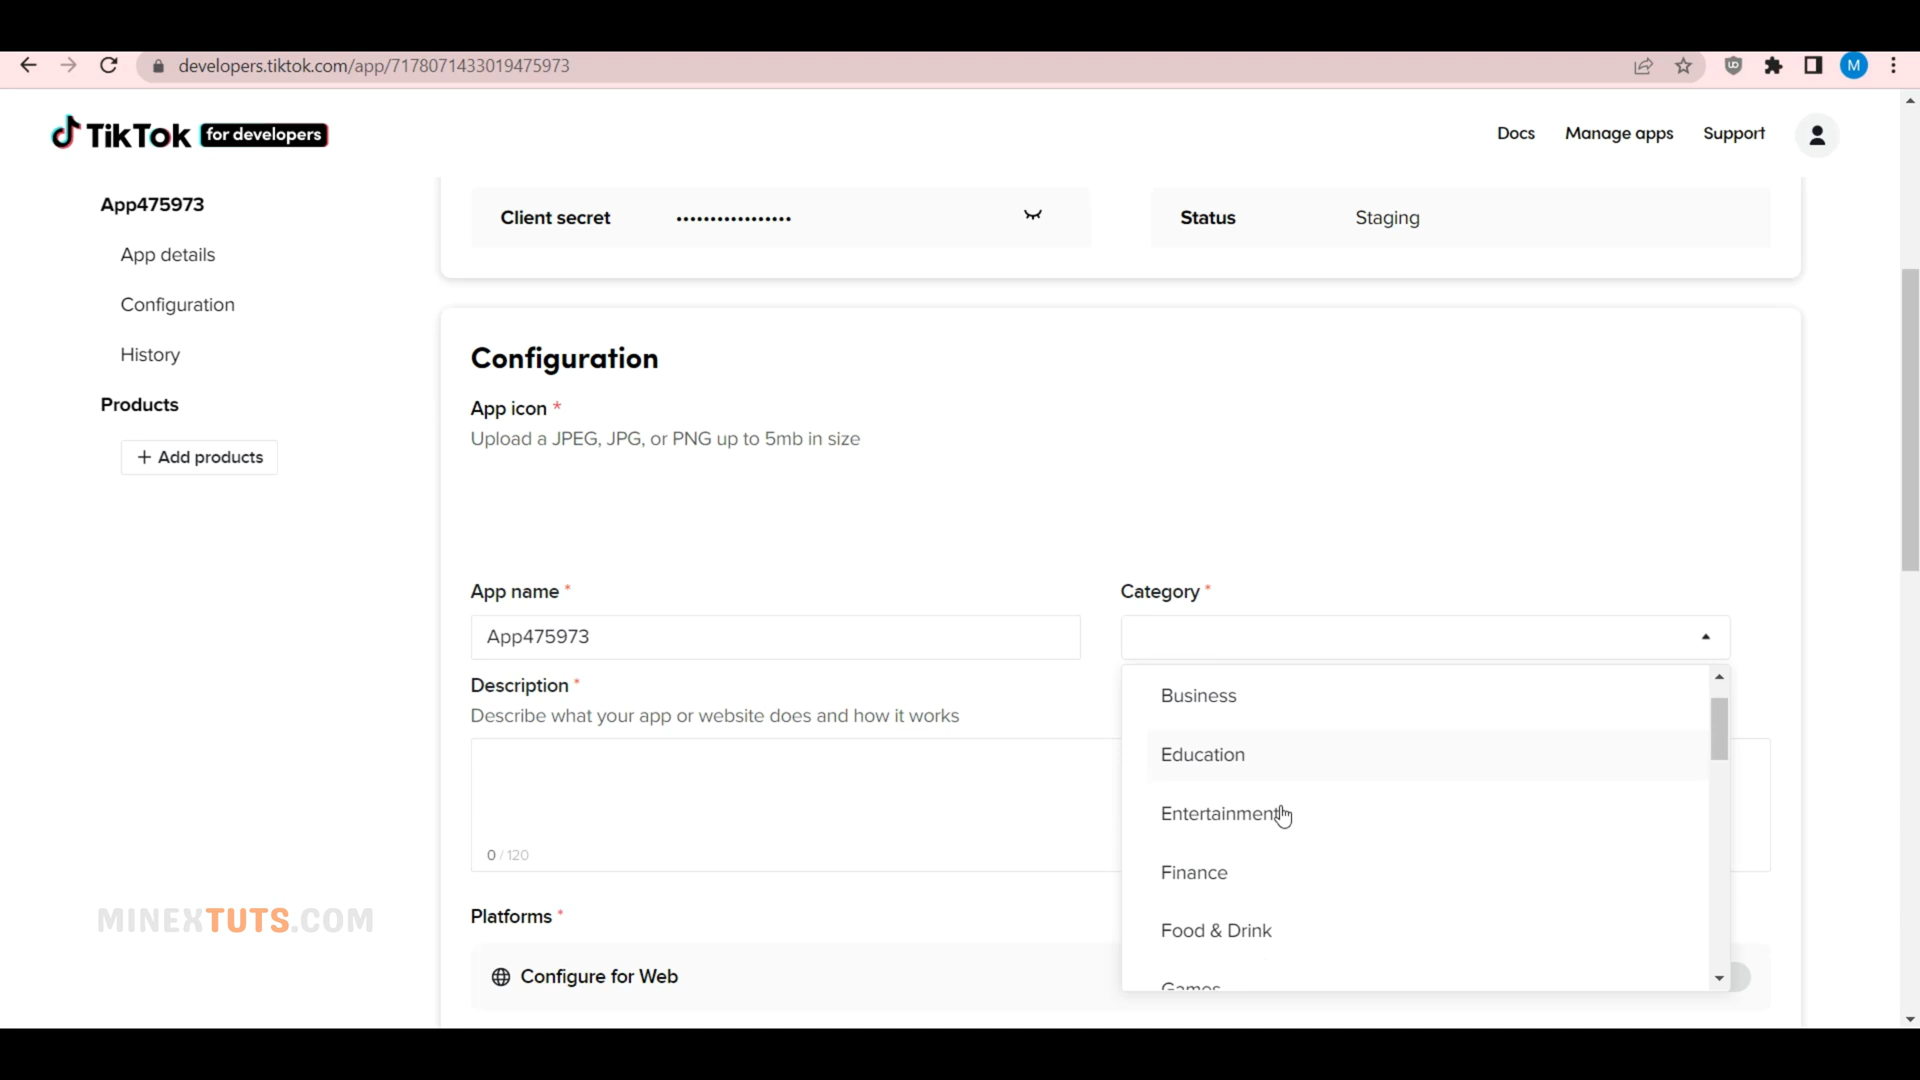 developers.tiktok.com/app/7178071433019475973
M
TikTok for developers
Docs
Manage apps
Support
App475973
App details
Configuration
History
Products
+ Add products
Client secret ••••••••••••••••••
Status Staging
Configuration
App icon *
Upload a JPEG, JPG, or PNG up to 5mb in size
App name *
App475973
Category *
Description *
Describe what your app or website does and how it works
0 / 120
Business
Education
Entertainment
Finance
Food & Drink
Games
Platforms *
Configure for Web
MINEXTUTS.COM